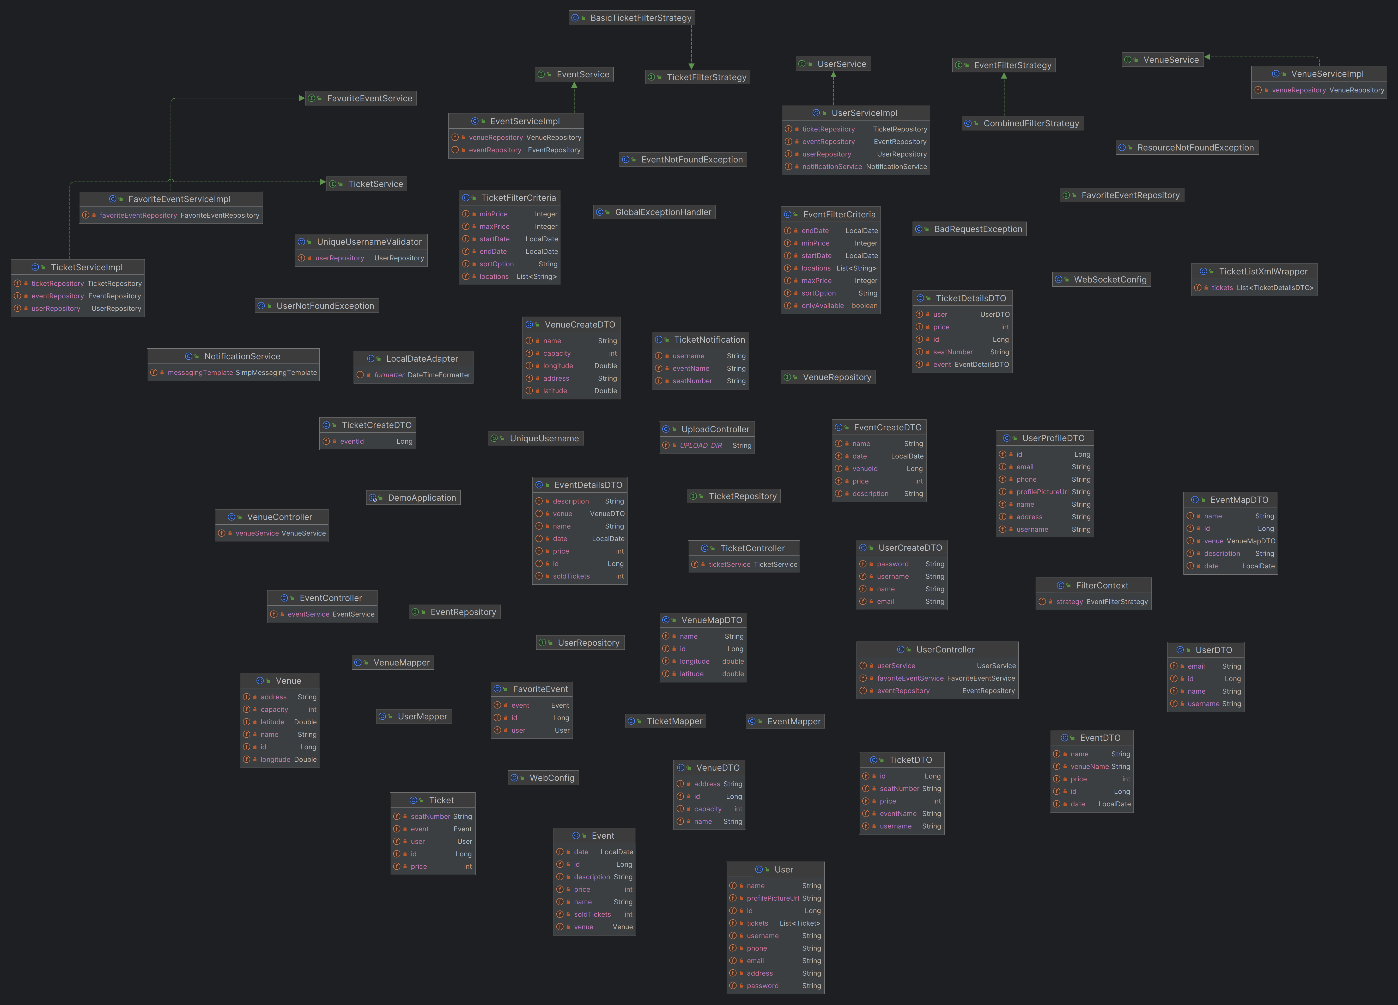 BasicTicketFilterStrategy
EventService
TicketFilterStrategy
UserService
EventFilterStrategy
VenueService
VenueServiceImpl
venueRepository VenueRepository
FavoriteEventService
EventServiceImpl
venueRepository VenueRepository
eventRepository EventRepository
UserServiceImpl
ticketRepository TicketRepository
eventRepository EventRepository
userRepository UserRepository
notificationService NotificationService
CombinedFilterStrategy
EventNotFoundException
ResourceNotFoundException
TicketService
FavoriteEventServiceImpl
favoriteEventRepository FavoriteEventRepository
TicketFilterCriteria
minPrice Integer
maxPrice Integer
startDate LocalDate
endDate LocalDate
sortOption String
locations List<String>
GlobalExceptionHandler
EventFilterCriteria
endDate LocalDate
minPrice Integer
startDate LocalDate
locations List<String>
maxPrice Integer
sortOption String
onlyAvailable boolean
FavoriteEventRepository
BadRequestException
UniqueUsernameValidator
userRepository UserRepository
TicketServiceImpl
ticketRepository TicketRepository
eventRepository EventRepository
userRepository UserRepository
WebSocketConfig
TicketListXmlWrapper
tickets List<TicketDetailsDTO>
UserNotFoundException
TicketDetailsDTO
user UserDTO
price int
id Long
seatNumber String
event EventDetailsDTO
VenueCreateDTO
name String
capacity int
longitude Double
address String
latitude Double
TicketNotification
username String
eventName String
seatNumber String
NotificationService
messagingTemplate SimpMessagingTemplate
LocalDateAdapter
formatter DateTimeFormatter
VenueRepository
TicketCreateDTO
eventId Long
UniqueUsername
UploadController
UPLOAD_DIR String
EventCreateDTO
name String
date LocalDate
venueId Long
price int
description String
UserProfileDTO
id Long
email String
phone String
profilePictureUrl String
name String
address String
username String
DemoApplication
EventDetailsDTO
description String
venue VenueDTO
name String
date LocalDate
price int
id Long
soldTickets int
TicketRepository
EventMapDTO
name String
id Long
venue VenueMapDTO
description String
date LocalDate
VenueController
venueService VenueService
TicketController
ticketService TicketService
UserCreateDTO
password String
username String
name String
email String
FilterContext
strategy EventFilterStrategy
EventController
eventService EventService
EventRepository
UserRepository
VenueMapDTO
name String
id Long
longitude double
latitude double
UserController
userService UserService
favoriteEventService FavoriteEventService
eventRepository EventRepository
UserDTO
email String
id Long
name String
username String
VenueMapper
Venue
address String
capacity int
latitude Double
name String
id Long
longitude Double
FavoriteEvent
event Event
id Long
user User
UserMapper
TicketMapper
EventMapper
EventDTO
name String
venueName String
price int
id Long
date LocalDate
TicketDTO
id Long
seatNumber String
price int
eventName String
username String
VenueDTO
address String
id Long
capacity int
name String
WebConfig
Ticket
seatNumber String
event Event
user User
id Long
price int
Event
date LocalDate
id Long
description String
price int
name String
soldTickets int
venue Venue
User
name String
profilePictureUrl String
id Long
tickets List<Ticket>
username String
phone String
email String
address String
password String